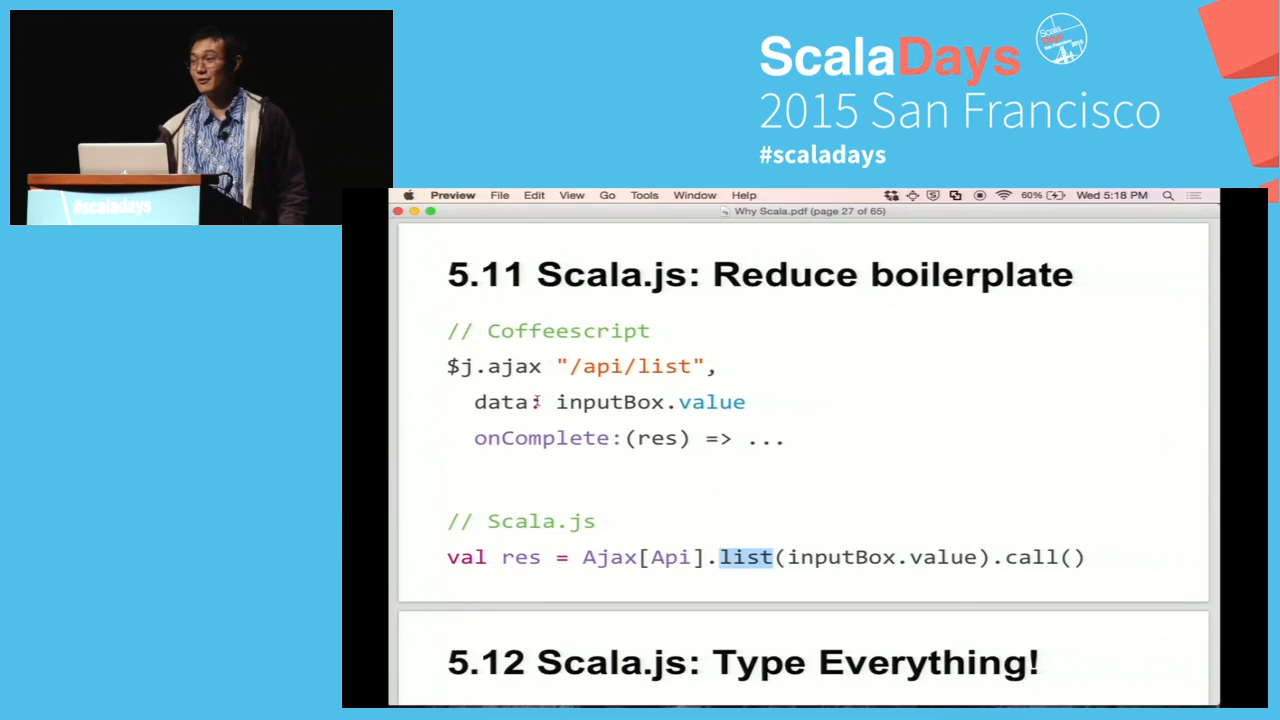 ScalaDays
2015 San Francisco
#scaladays
#scaladays
Preview File Edit View Go Tools Window Help 60% Wed 5:18 PM
Why Scala.pdf (page 27 of 65)
5.11 Scala.js: Reduce boilerplate
// Coffeescript
$j.ajax "/api/list",
data: inputBox.value
onComplete:(res) => ...
// Scala.js
val res = Ajax[Api].list(inputBox.value).call()
5.12 Scala.js: Type Everything!